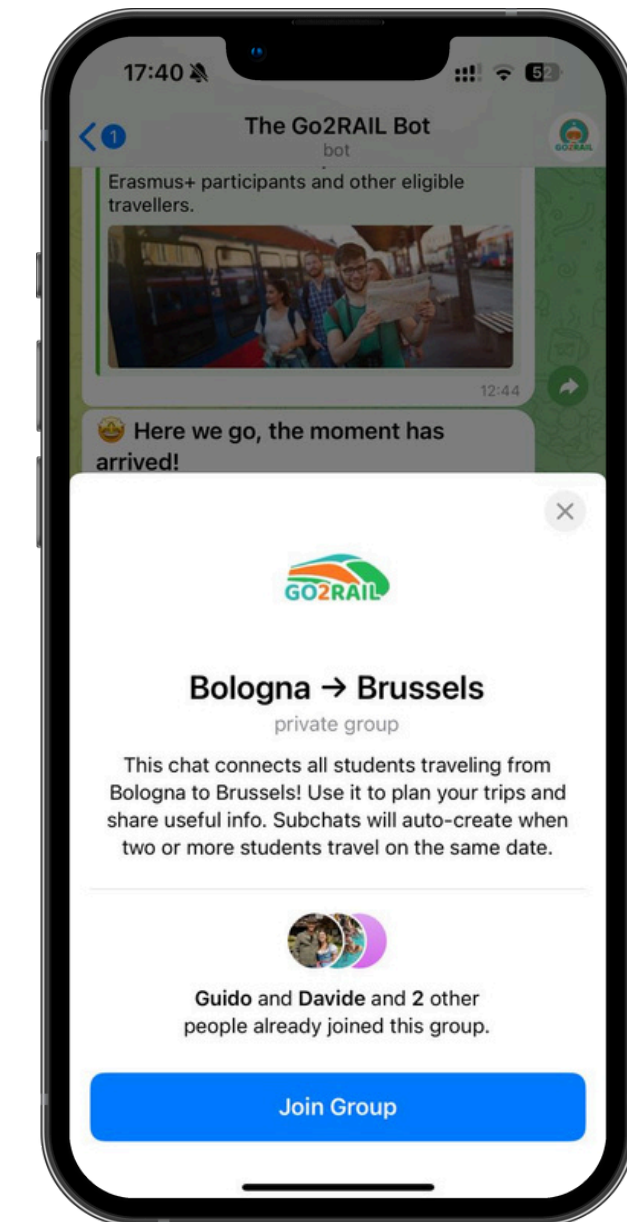 17:40
52
1
The Go2RAIL Bot
bot
GO2RAIL
Erasmus+ participants and other eligible
travellers.
12:44
🤩 Here we go, the moment has
arrived!
GO2RAIL
Bologna → Brussels
private group
This chat connects all students traveling from
Bologna to Brussels! Use it to plan your trips and
share useful info. Subchats will auto-create when
two or more students travel on the same date.
Guido and Davide and 2 other
people already joined this group.
Join Group